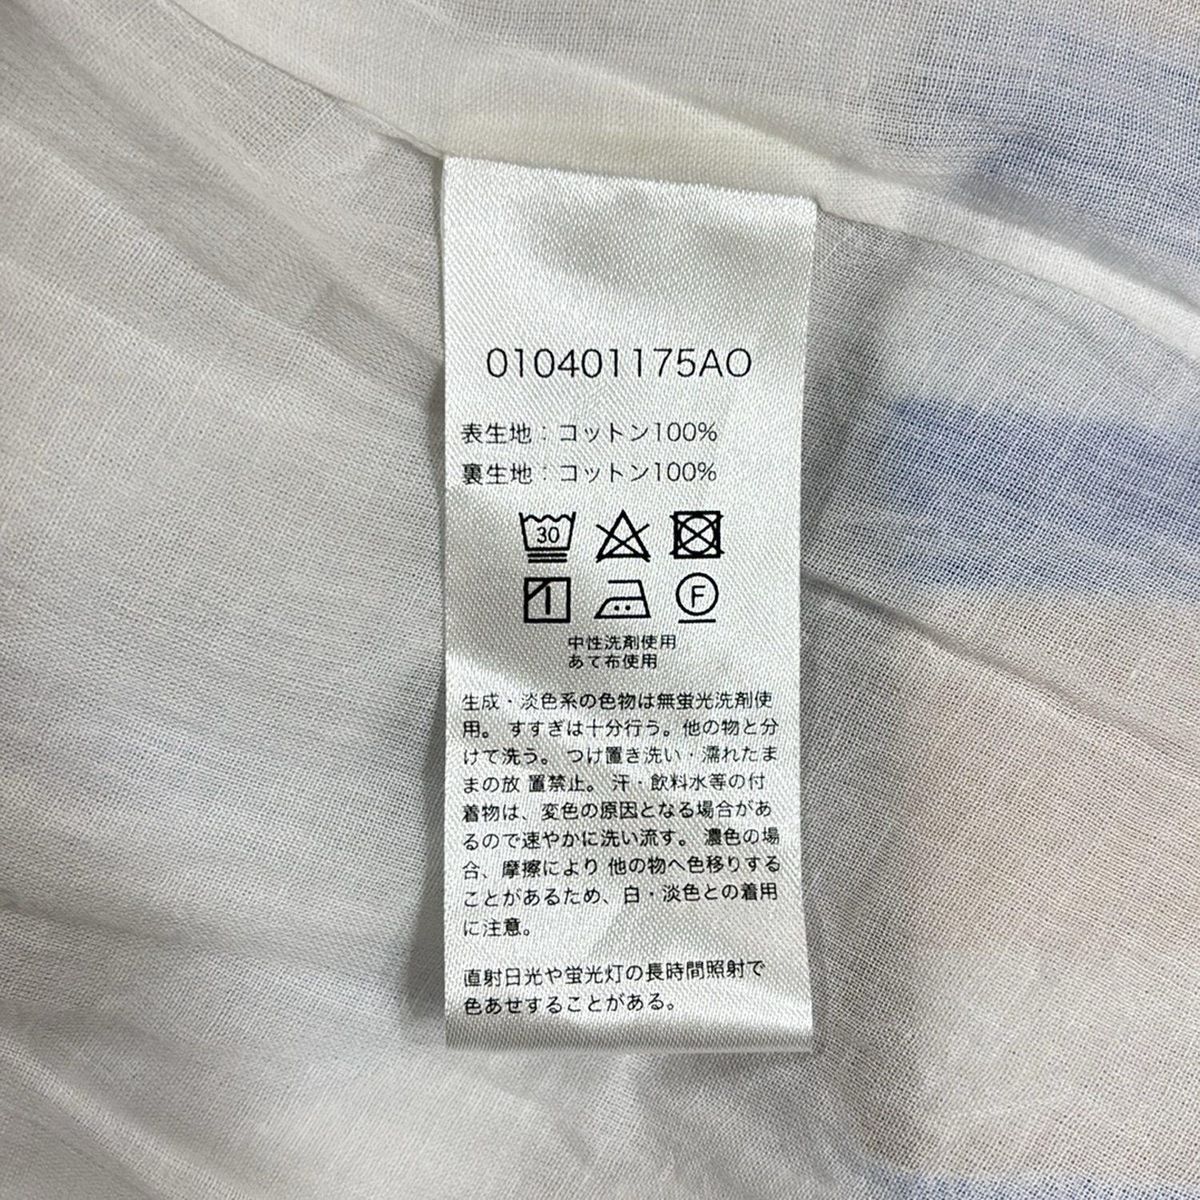 010401175AO
表生地：コットン100%
裏生地：コットン100%
30
F
中性洗剤使用
あて布使用
生成・淡色系の色物は無蛍光洗剤使
用。 すすぎは十分行う。他の物と分
けて洗う。 つけ置き洗い・濡れたま
まの放 置禁止。 汗・飲料水等の付
着物は、変色の原因となる場合があ
るので速やかに洗い流す。 濃色の場
合、摩擦により 他の物へ色移りする
ことがあるため、白・淡色との着用
に注意。
直射日光や蛍光灯の長時間照射で
色あせすることがある。